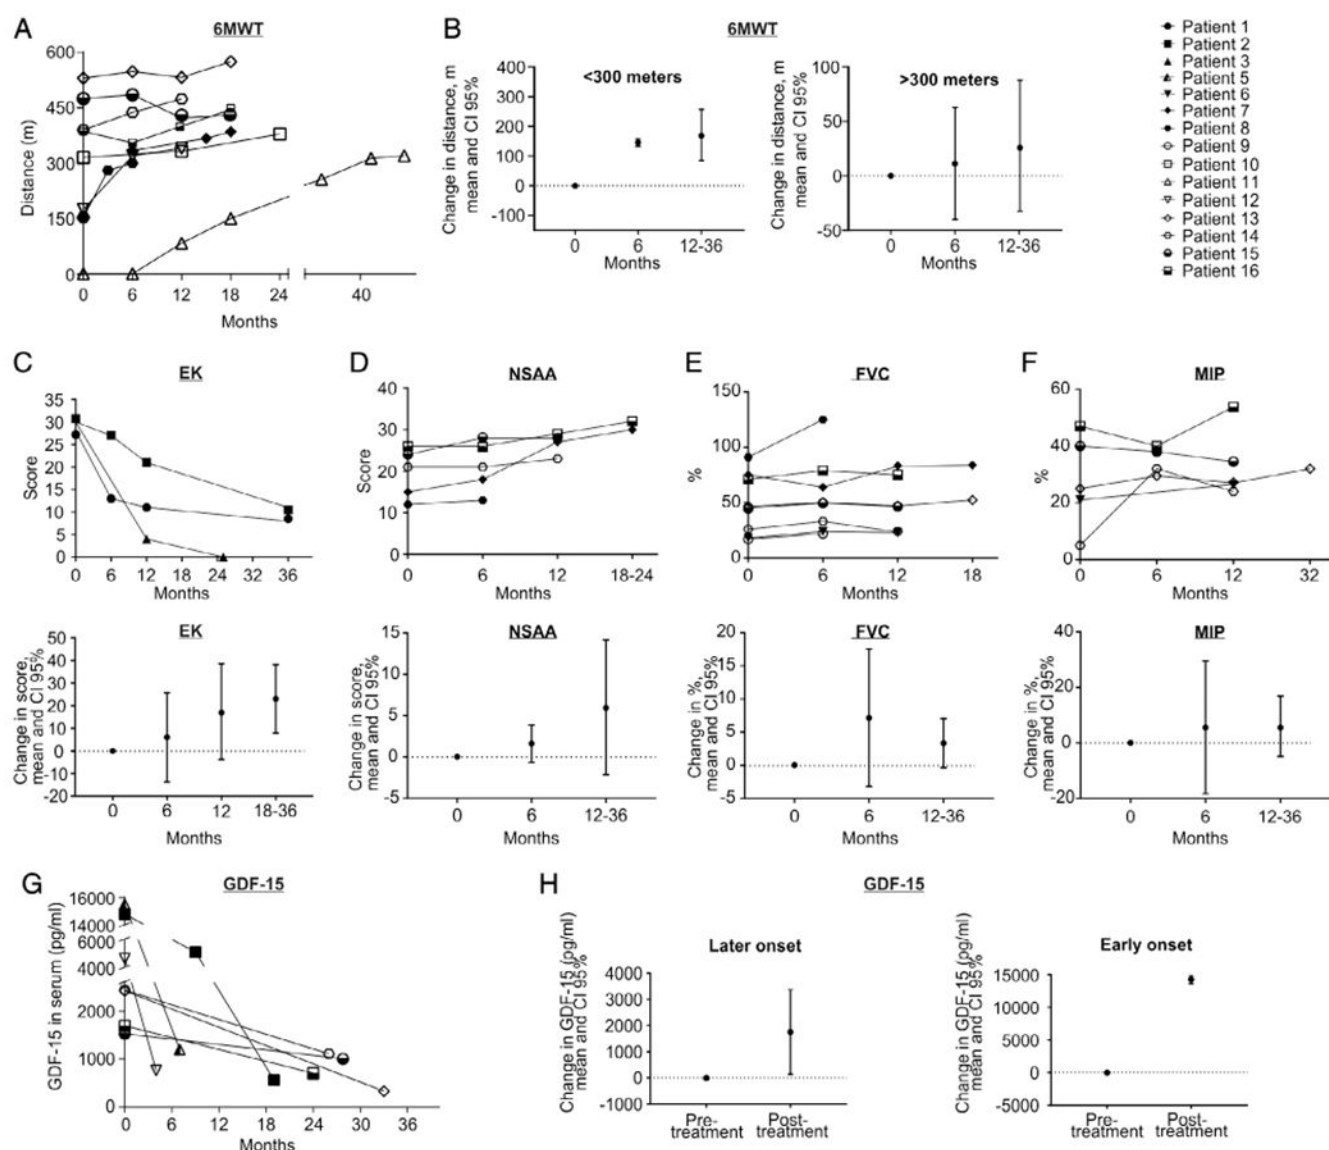 A
6MWT
600
450
300
150
0
Distance (m)
0 6 12 18 24 40
Months
B
6MWT
<300 meters
400
300
200
100
0
-100
Change in distance, m
mean and CI 95%
0 6 12-36
Months
>300 meters
100
50
0
-50
Change in distance, m
mean and CI 95%
0 6 12-36
Months
Patient 1
Patient 2
Patient 3
Patient 5
Patient 6
Patient 7
Patient 8
Patient 9
Patient 10
Patient 11
Patient 12
Patient 13
Patient 14
Patient 15
Patient 16
C
EK
35
30
25
20
15
10
5
0
Score
0 6 12 18 24 32 36
Months
D
NSAA
40
30
20
10
0
Score
0 6 12 18-24
Months
E
FVC
150
100
50
0
%
0 6 12 18
Months
F
MIP
60
40
20
0
%
0 6 12 32
Months
EK
50
40
30
20
10
0
-10
-20
Change in score,
mean and CI 95%
0 6 12 18-36
Months
NSAA
15
10
5
0
-5
Change in score,
mean and CI 95%
0 6 12-36
Months
FVC
20
15
10
5
0
-5
Change in %,
mean and CI 95%
0 6 12-36
Months
MIP
40
20
0
-20
Change in %,
mean and CI 95%
0 6 12-36
Months
G
GDF-15
16000
14000
6000
4000
2000
1000
0
GDF-15 in serum (pg/ml)
0 6 12 18 24 26 33 36
Months
H
GDF-15
Later onset
4000
3000
2000
1000
0
-1000
Change in GDF-15 (pg/ml)
mean and CI 95%
Pre-
treatment
Post-
treatment
Early onset
15000
10000
5000
0
-5000
Change in GDF-15 (pg/ml)
mean and CI 95%
Pre-
treatment
Post-
treatment